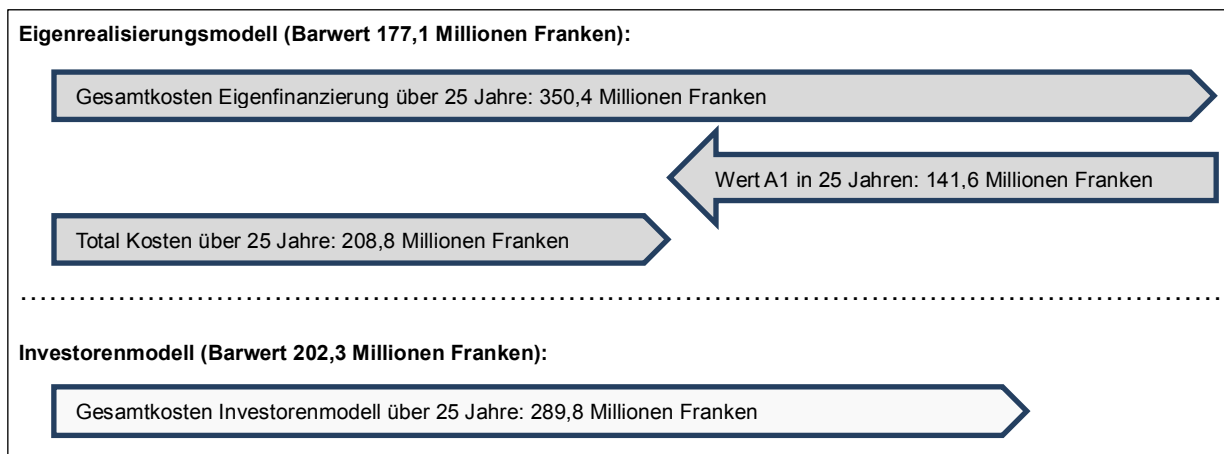 Eigenrealisierungsmodell (Barwert 177,1 Millionen Franken):
Gesamtkosten Eigenfinanzierung über 25 Jahre: 350,4 Millionen Franken
Wert A1 in 25 Jahren: 141,6 Millionen Franken
Total Kosten über 25 Jahre: 208,8 Millionen Franken
Investorenmodell (Barwert 202,3 Millionen Franken):
Gesamtkosten Investorenmodell über 25 Jahre: 289,8 Millionen Franken